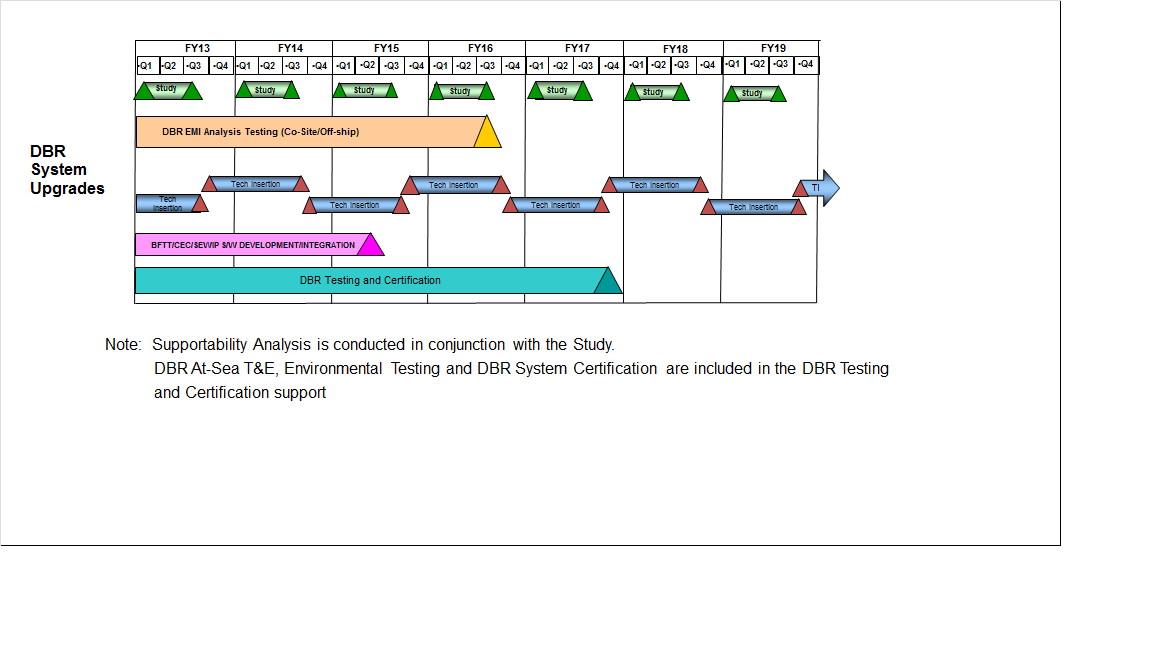 FY13 FY14 FY15 FY16 FY17 FY18 FY19
•Q1 •Q2 •Q3 •Q4 •Q1 •Q2 •Q3 •Q4 •Q1 •Q2 •Q3 •Q4 •Q1 •Q2 •Q3 •Q4 •Q1 •Q2 •Q3 •Q4 •Q1 •Q2 •Q3 •Q4 •Q1 •Q2 •Q3 •Q4
Study Study Study Study Study Study Study
DBR EMI Analysis Testing (Co-Site/Off-ship)
DBR
System
Upgrades
Tech Insertion Tech Insertion Tech Insertion TI
Tech
Insertion
Tech Insertion Tech Insertion Tech Insertion
BFTT/CEC/SEWIP S/W DEVELOPMENT/INTEGRATION
DBR Testing and Certification
Note: Supportability Analysis is conducted in conjunction with the Study.
DBR At-Sea T&E, Environmental Testing and DBR System Certification are included in the DBR Testing
and Certification support